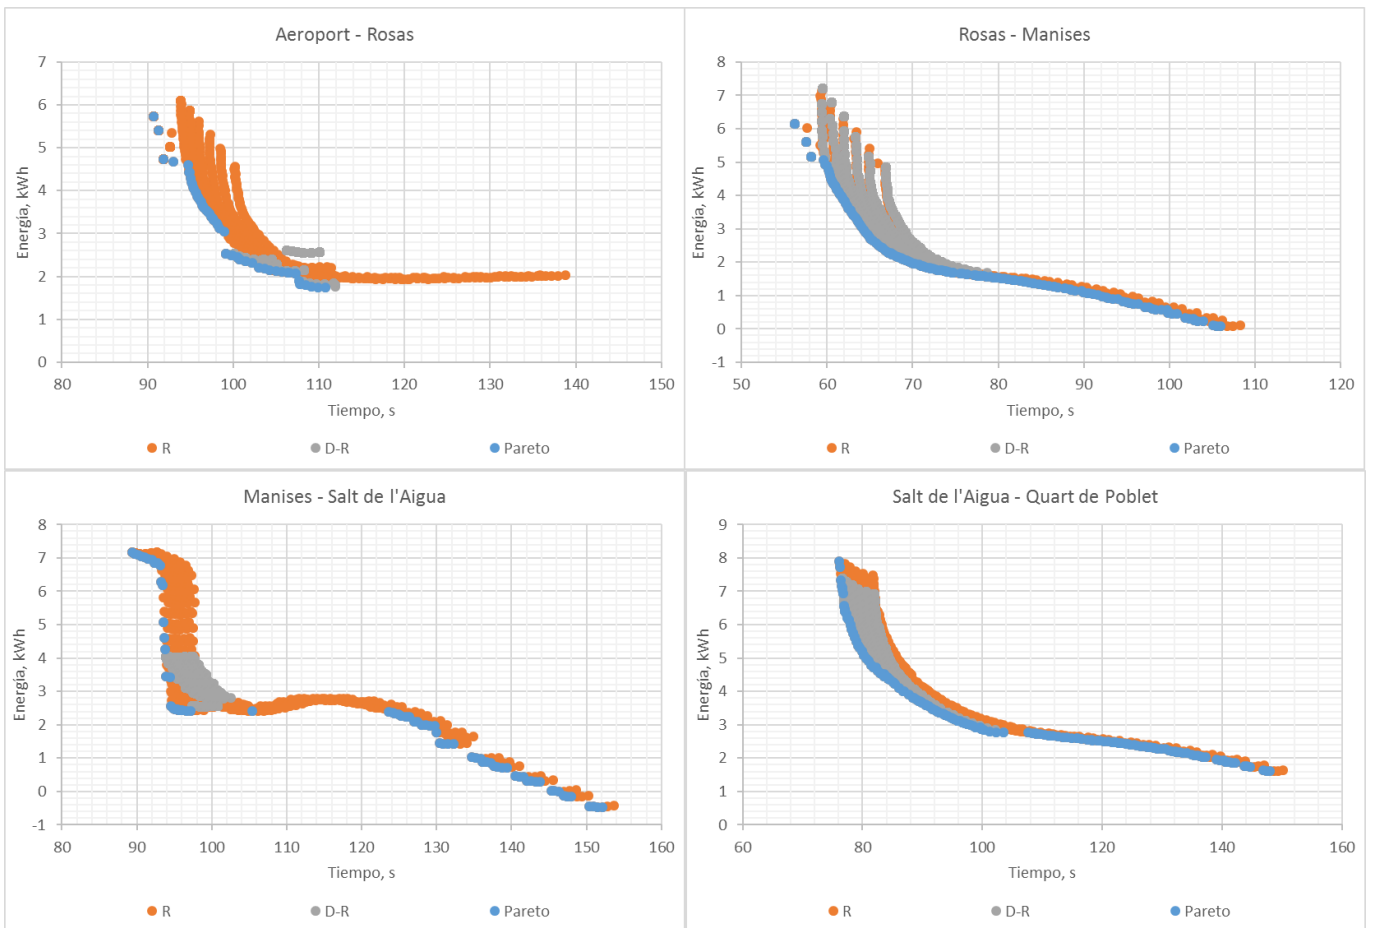 Aeroport - Rosas
Energía, kWh
7
6
5
4
3
2
1
0
80 90 100 110 120 130 140 150
Tiempo, s
R D-R Pareto
Rosas - Manises
Energía, kWh
8
7
6
5
4
3
2
1
0
-1
50 60 70 80 90 100 110 120
Tiempo, s
R D-R Pareto
Manises - Salt de l'Aigua
Energía, kWh
8
7
6
5
4
3
2
1
0
-1
80 90 100 110 120 130 140 150 160
Tiempo, s
R D-R Pareto
Salt de l'Aigua - Quart de Poblet
Energía, kWh
9
8
7
6
5
4
3
2
1
0
60 80 100 120 140 160
Tiempo, s
R D-R Pareto